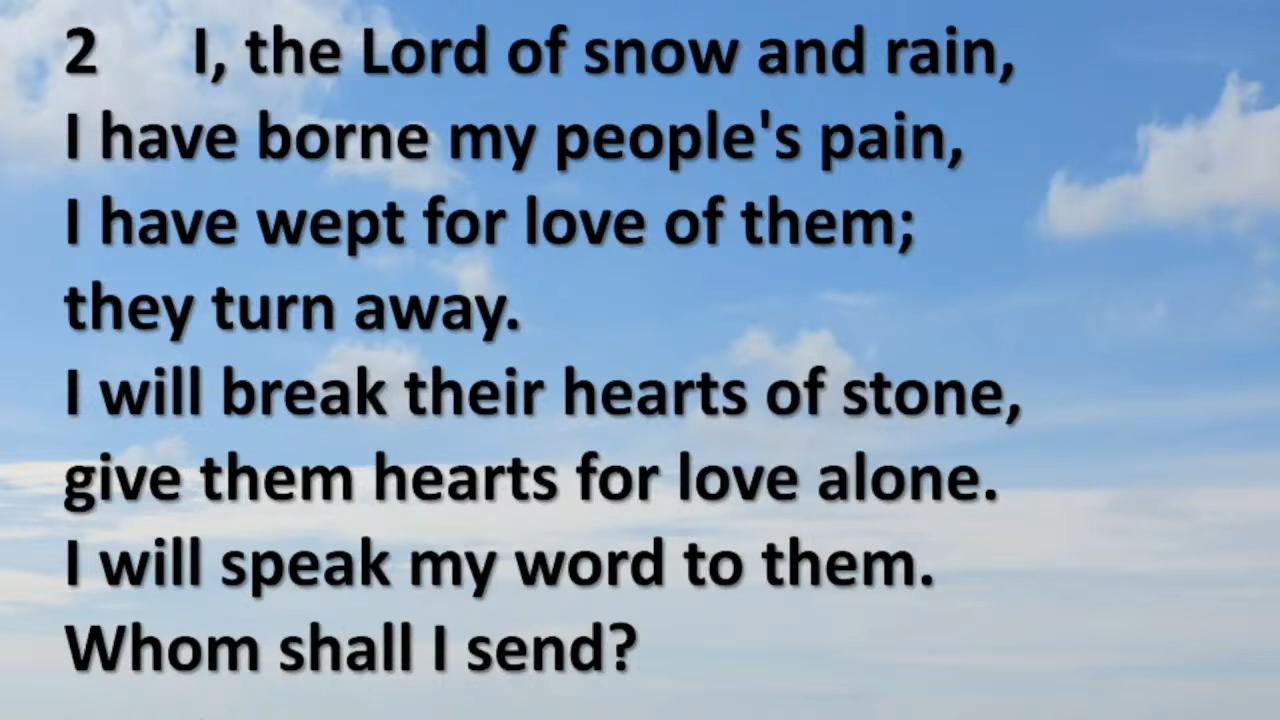 2 I, the Lord of snow and rain,
I have borne my people's pain,
I have wept for love of them;
they turn away.
I will break their hearts of stone,
give them hearts for love alone.
I will speak my word to them.
Whom shall I send?